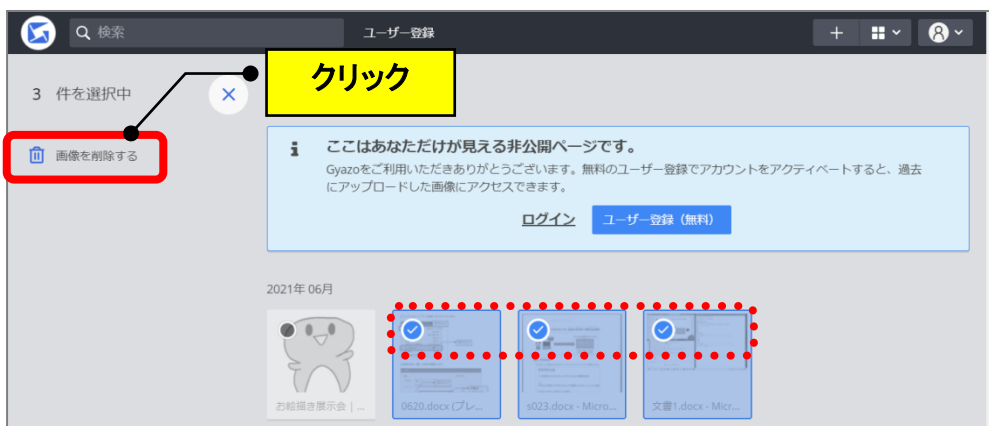 検索
ユーザー登録
クリック
3 件を選択中
画像を削除する
ここはあなただけが見える非公開ページです。
Gyazoをご利用いただきありがとうございます。無料のユーザー登録でアカウントをアクティベートすると、過去
にアップロードした画像にアクセスできます。
ログイン
ユーザー登録（無料）
2021年 06月
お絵描き展示会 | ...
0620.docx (プレ...
s023.docx - Micro...
文書1.docx - Micr...